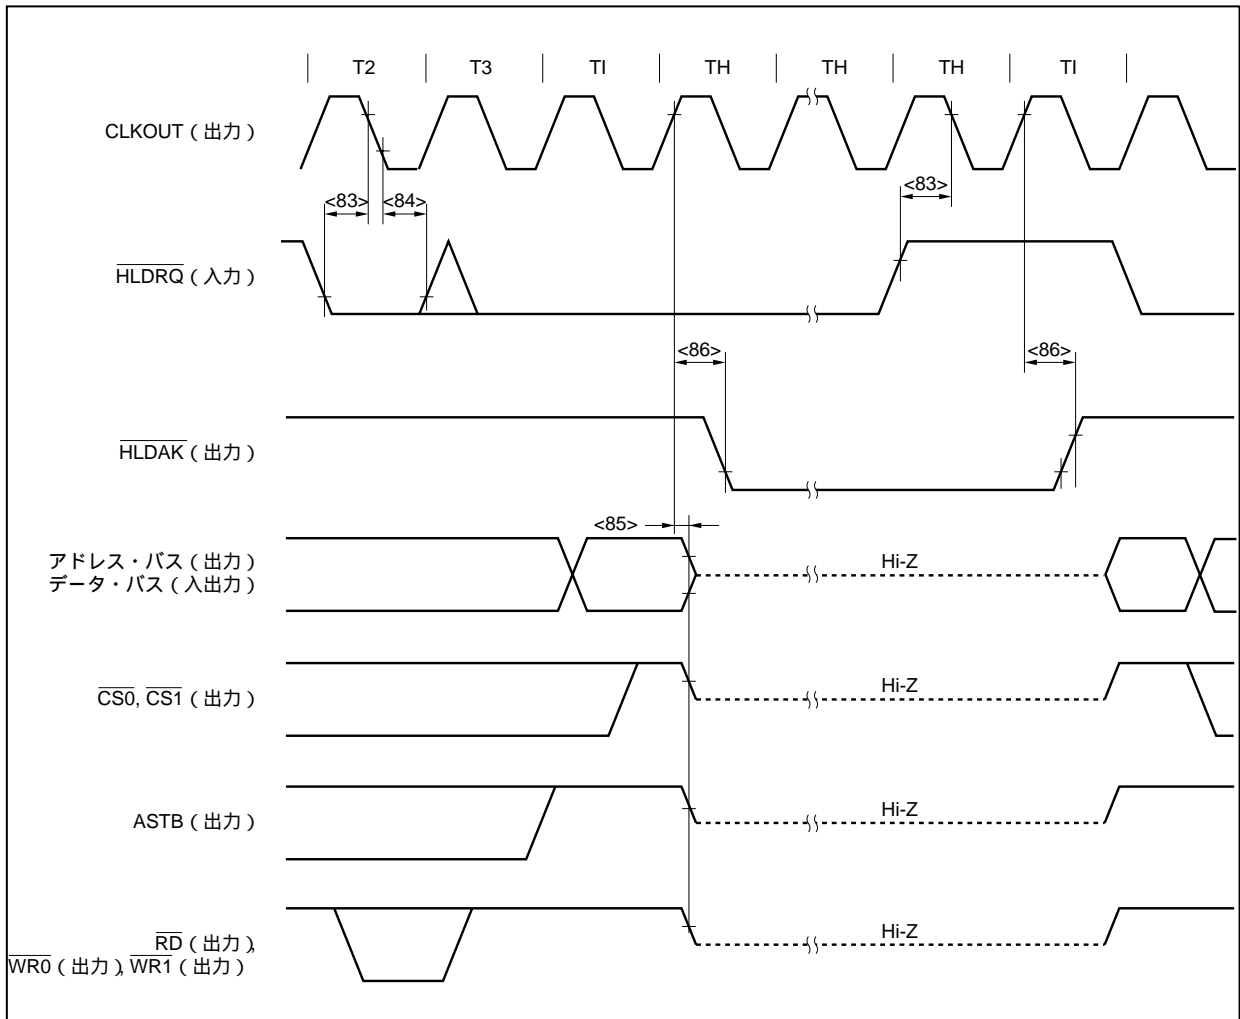 T2 T3 TI TH TH TH TI
CLKOUT（出力）
<83> <84> <83>
HLDRQ（入力）
<86> <86>
HLDAK（出力）
<85>
アドレス・バス（出力） Hi-Z
データ・バス（入出力）
CS0, CS1（出力） Hi-Z
ASTB（出力） Hi-Z
RD（出力）, Hi-Z
WR0（出力）, WR1（出力）